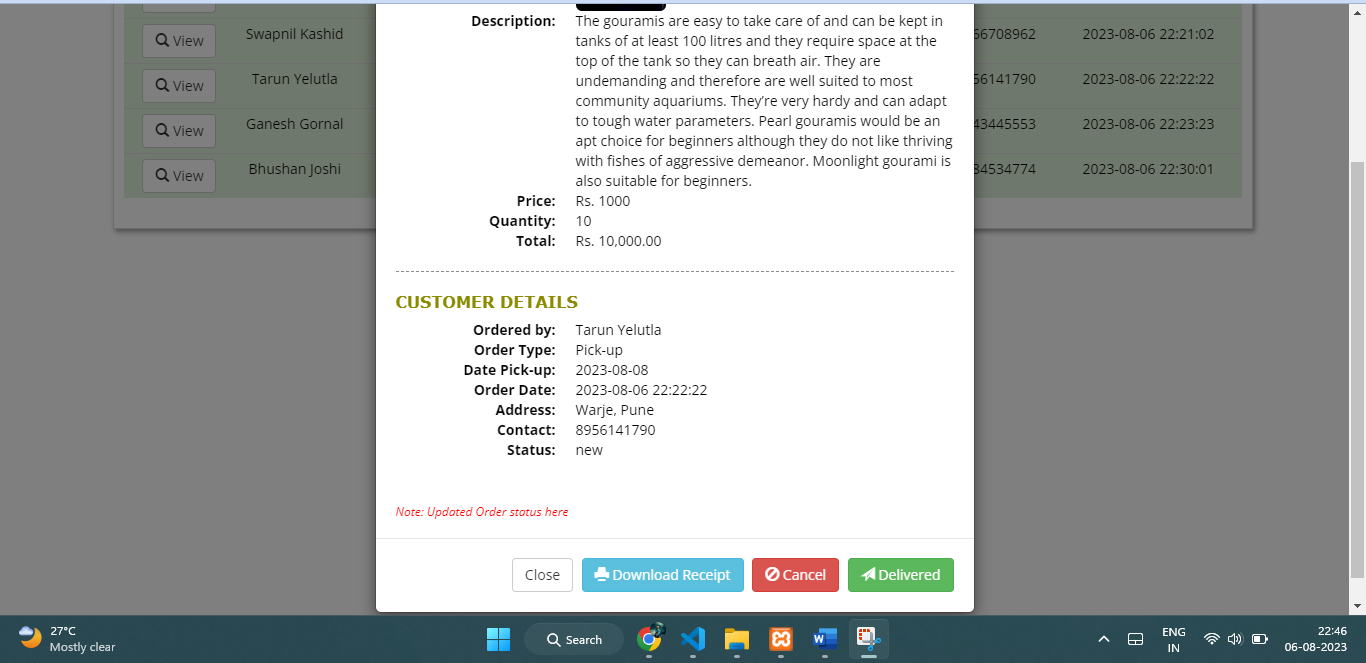 Description: The gouramis are easy to take care of and can be kept in
tanks of at least 100 litres and they require space at the
top of the tank so they can breath air. They are
undemanding and therefore are well suited to most
community aquariums. They’re very hardy and can adapt
to tough water parameters. Pearl gouramis would be an
apt choice for beginners although they do not like thriving
with fishes of aggressive demeanor. Moonlight gourami is
also suitable for beginners.
Price: Rs. 1000
Quantity: 10
Total: Rs. 10,000.00
CUSTOMER DETAILS
Ordered by: Tarun Yelutla
Order Type: Pick-up
Date Pick-up: 2023-08-08
Order Date: 2023-08-06 22:22:22
Address: Warje, Pune
Contact: 8956141790
Status: new
Note: Updated Order status here
Close Download Receipt Cancel Delivered
View Swapnil Kashid 66708962 2023-08-06 22:21:02
View Tarun Yelutla 56141790 2023-08-06 22:22:22
View Ganesh Gornal 43445553 2023-08-06 22:23:23
View Bhushan Joshi 84534774 2023-08-06 22:30:01
27°C
Mostly clear
Search
ENG
IN
22:46
06-08-2023